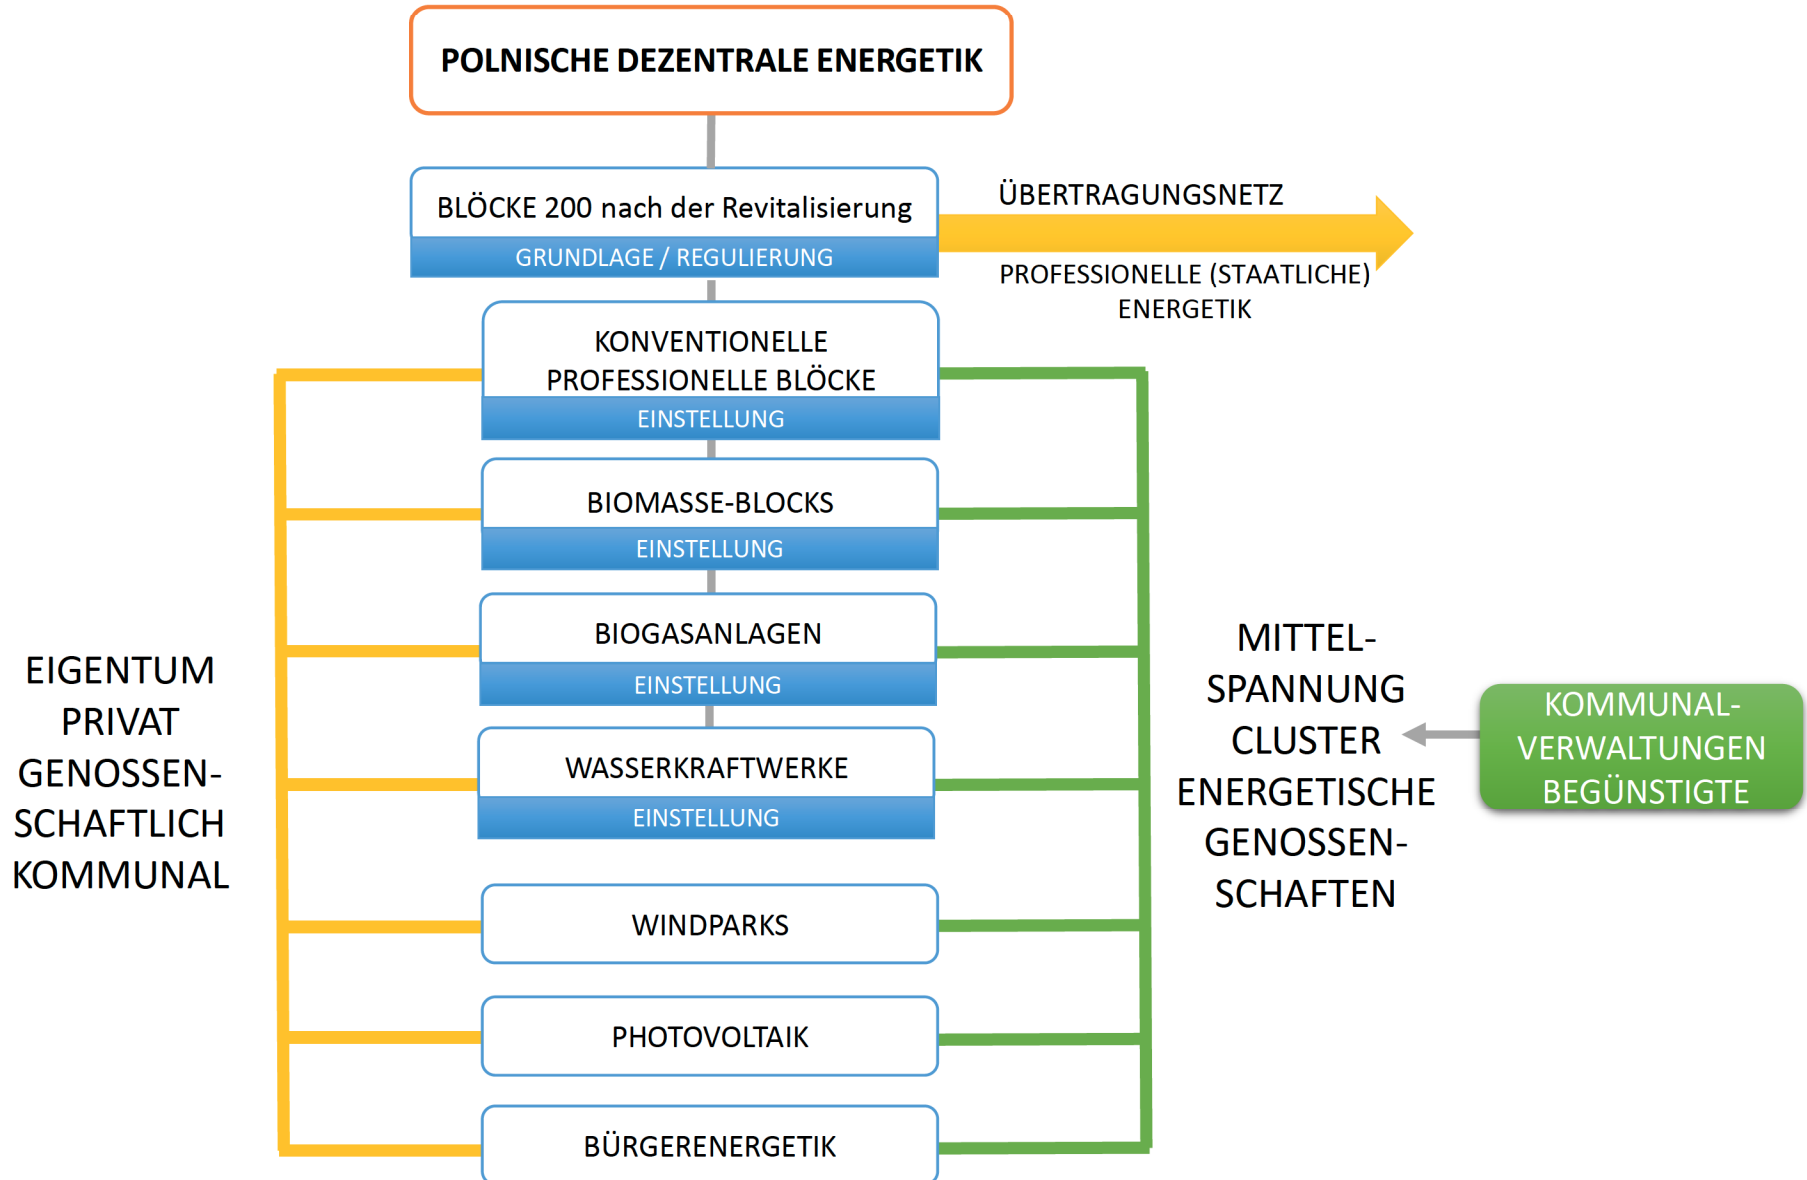 POLNISCHE DEZENTRALE ENERGETIK
BLÖCKE 200 nach der Revitalisierung
GRUNDLAGE / REGULIERUNG
ÜBERTRAGUNGSNETZ
PROFESSIONELLE (STAATLICHE)
ENERGETIK
KONVENTIONELLE
PROFESSIONELLE BLÖCKE
EINSTELLUNG
BIOMASSE-BLOCKS
EINSTELLUNG
BIOGASANLAGEN
EINSTELLUNG
WASSERKRAFTWERKE
EINSTELLUNG
WINDPARKS
PHOTOVOLTAIK
BÜRGERENERGETIK
EIGENTUM
PRIVAT
GENOSSEN-
SCHAFTLICH
KOMMUNAL
MITTEL-
SPANNUNG
CLUSTER
ENERGETISCHE
GENOSSEN-
SCHAFTEN
KOMMUNAL-
VERWALTUNGEN
BEGÜNSTIGTE